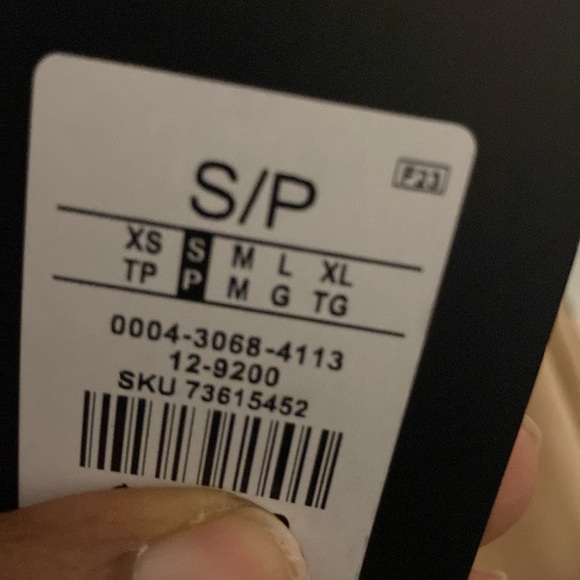 F23
S/P
XS S M L XL
TP P M G TG
0004-3068-4113
12-9200
SKU 73615452